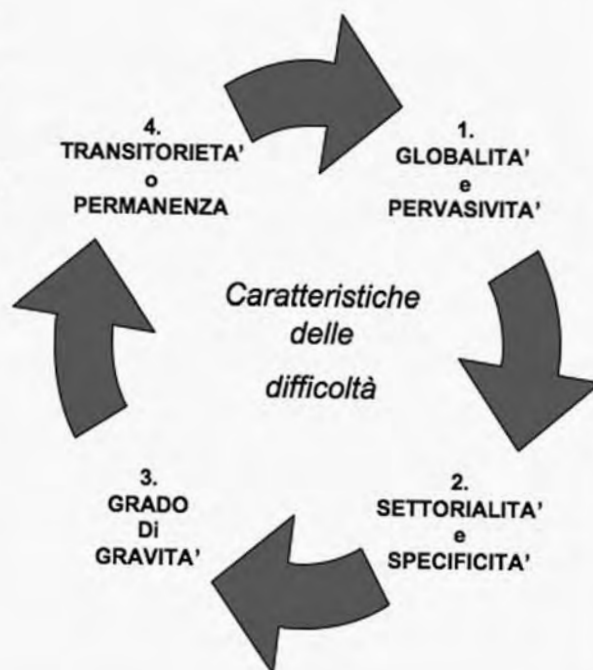 4.
TRANSITORIETA'
o
PERMANENZA
1.
GLOBALITA'
e
PERVASIVITA'
Caratteristiche
delle
difficoltà
3.
GRADO
Di
GRAVITA'
2.
SETTORIALITA'
e
SPECIFICITA'